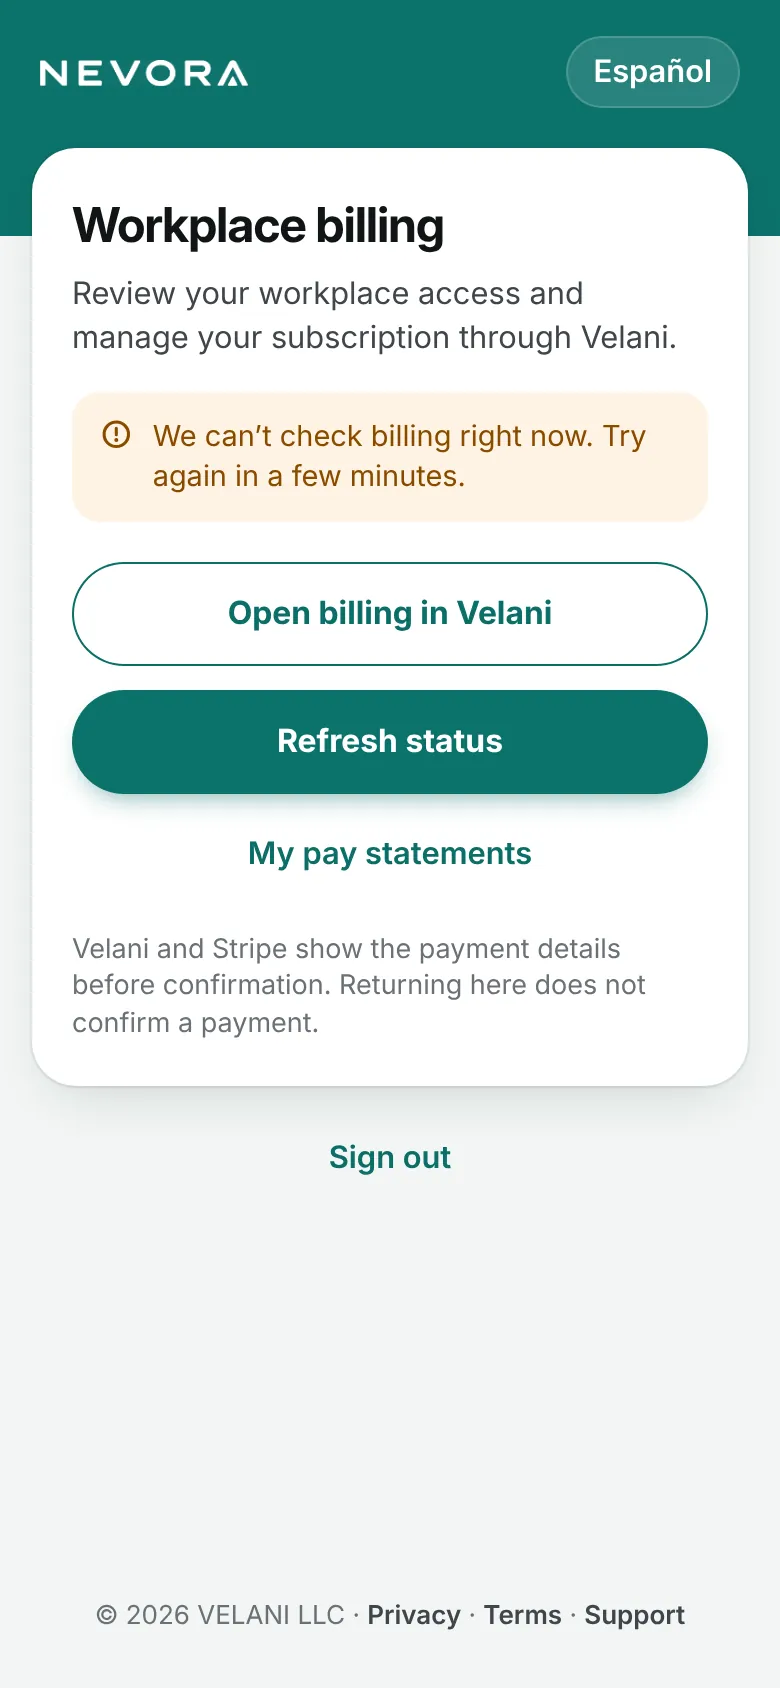 NEVORA
Español
Workplace billing
Review your workplace access and
manage your subscription through Velani.
We can’t check billing right now. Try
again in a few minutes.
Open billing in Velani
Refresh status
My pay statements
Velani and Stripe show the payment details
before confirmation. Returning here does not
confirm a payment.
Sign out
© 2026 VELANI LLC · Privacy · Terms · Support